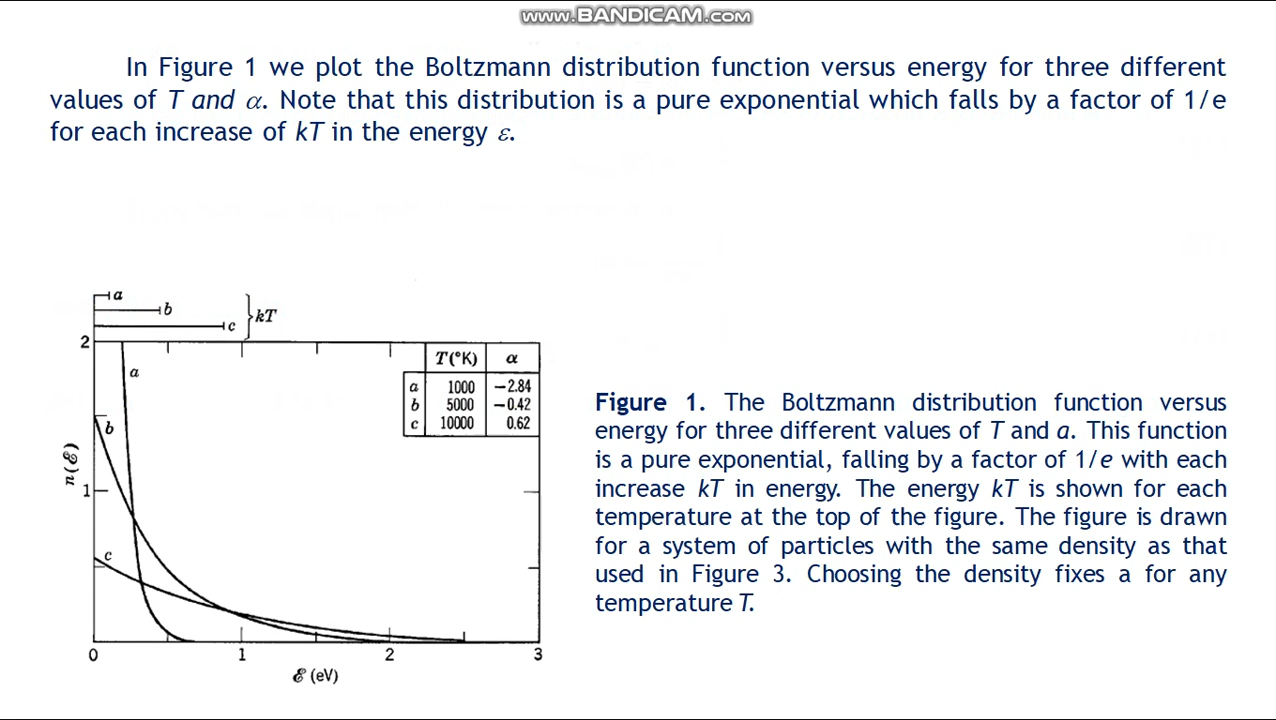 www.BANDICAM.com
In Figure 1 we plot the Boltzmann distribution function versus energy for three different
values of T and α. Note that this distribution is a pure exponential which falls by a factor of 1/e
for each increase of kT in the energy ε.
a
b
c
kT
2
T(°K) α
a 1000 −2.84
b 5000 −0.42
c 10000 0.62
a
b
n(ℰ)
1
c
0 1 2 3
ℰ (eV)
Figure 1. The Boltzmann distribution function versus
energy for three different values of T and a. This function
is a pure exponential, falling by a factor of 1/e with each
increase kT in energy. The energy kT is shown for each
temperature at the top of the figure. The figure is drawn
for a system of particles with the same density as that
used in Figure 3. Choosing the density fixes a for any
temperature T.